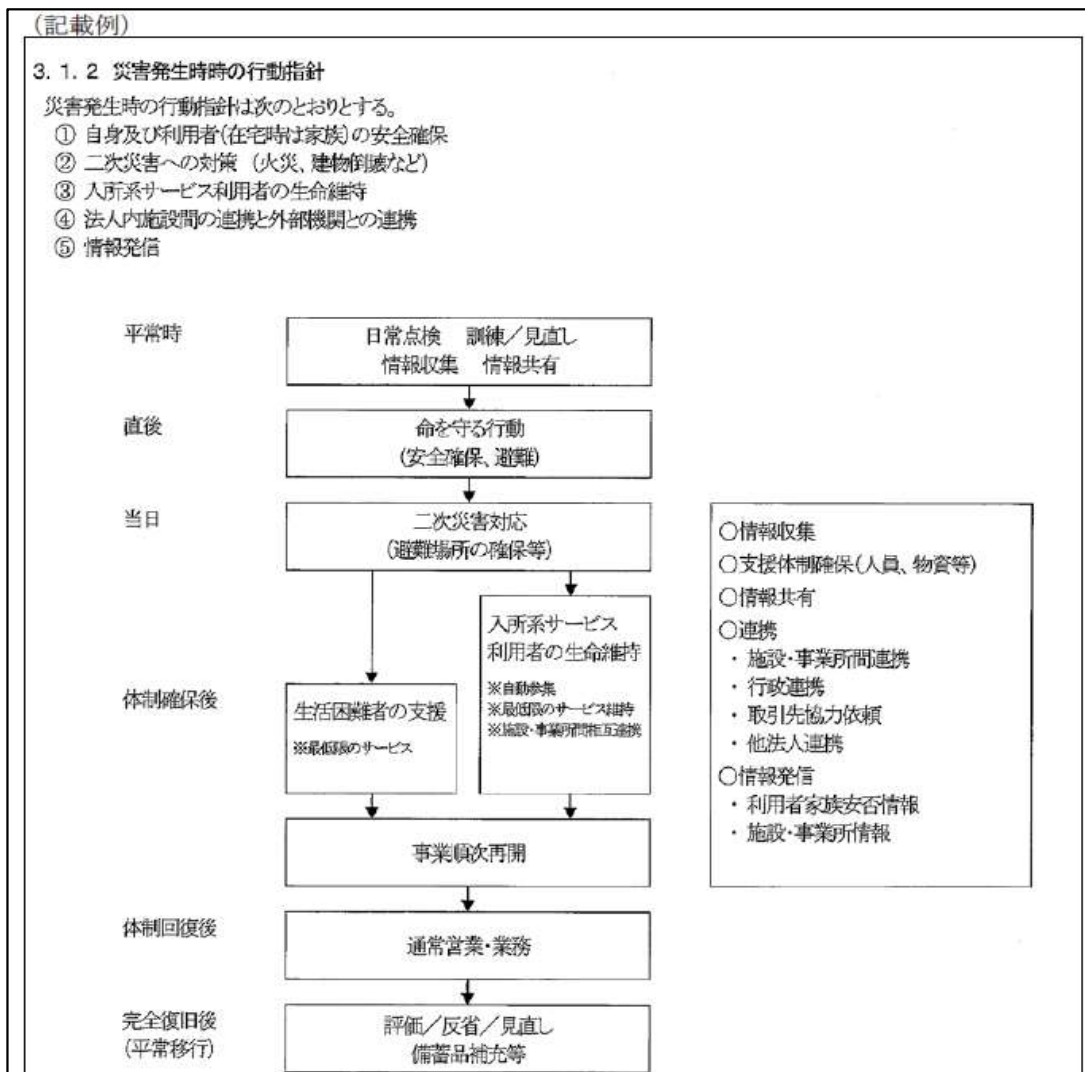 (記載例)
3.1.2 災害発生時時の行動指針
災害発生時の行動指針は次のとおりとする。
① 自身及び利用者(在宅時は家族)の安全確保
② 二次災害への対策 (火災、建物倒壊など)
③ 入所系サービス利用者の生命維持
④ 法人内施設間の連携と外部機関との連携
⑤ 情報発信
平常時
日常点検 訓練/見直し
情報収集 情報共有
直後
命を守る行動
(安全確保、避難)
当日
二次災害対応
(避難場所の確保等)
体制確保後
生活困難者の支援
※最低限のサービス
入所系サービス
利用者の生命維持
※自動参集
※最低限のサービス維持
※施設・事業所間相互連携
事業順次再開
体制回復後
通常営業・業務
完全復旧後
(平常移行)
評価/反省/見直し
備蓄品補充等
○情報収集
○支援体制確保(人員、物資等)
○情報共有
○連携
・ 施設・事業所間連携
・ 行政連携
・ 取引先協力依頼
・ 他法人連携
○情報発信
・ 利用者家族安否情報
・ 施設・事業所情報